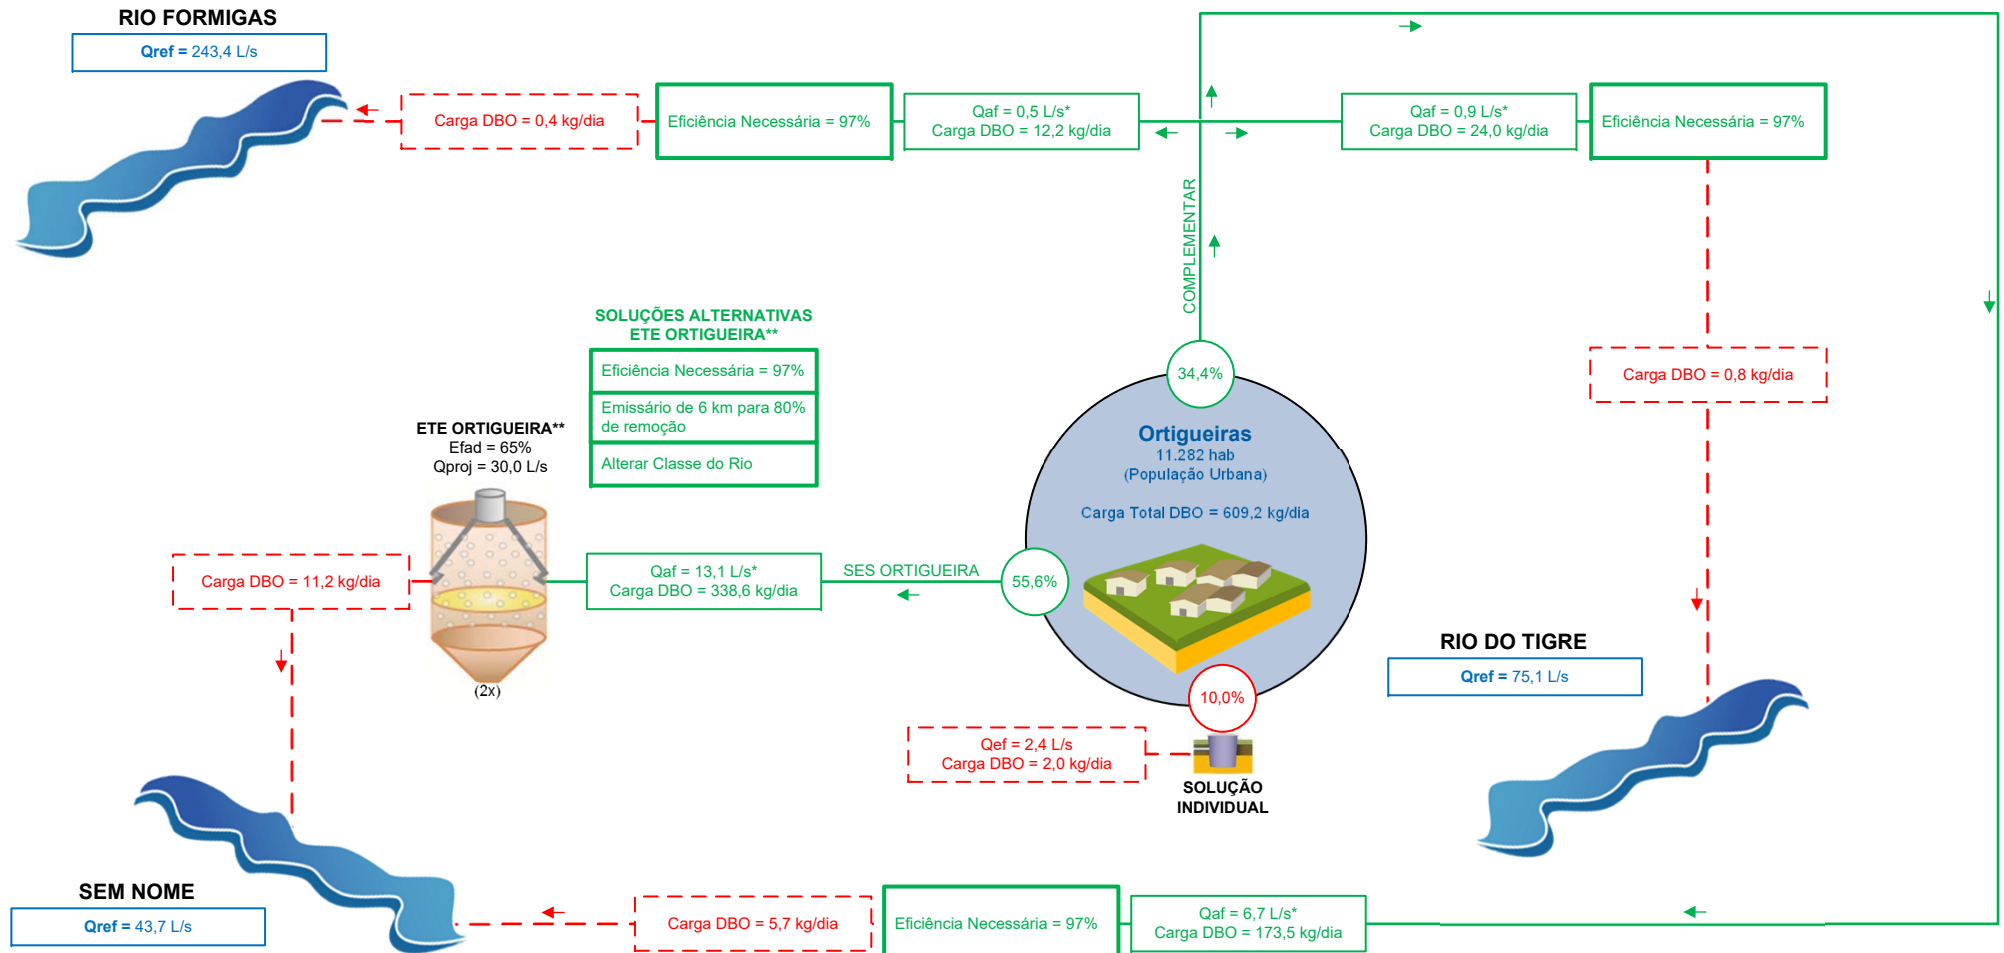 RIO FORMIGAS
Qref = 243,4 L/s
Carga DBO = 0,4 kg/dia
Eficiência Necessária = 97%
Qaf = 0,5 L/s*
Carga DBO = 12,2 kg/dia
Qaf = 0,9 L/s*
Carga DBO = 24,0 kg/dia
Eficiência Necessária = 97%
COMPLEMENTAR
SOLUÇÕES ALTERNATIVAS
ETE ORTIGUEIRA**
Eficiência Necessária = 97%
Emissário de 6 km para 80%
de remoção
Alterar Classe do Rio
34,4%
Carga DBO = 0,8 kg/dia
ETE ORTIGUEIRA**
Efad = 65%
Qproj = 30,0 L/s
(2x)
Ortigueiras
11.282 hab
(População Urbana)
Carga Total DBO = 609,2 kg/dia
Carga DBO = 11,2 kg/dia
Qaf = 13,1 L/s*
Carga DBO = 338,6 kg/dia
SES ORTIGUEIRA
55,6%
10,0%
Qef = 2,4 L/s
Carga DBO = 2,0 kg/dia
SOLUÇÃO
INDIVIDUAL
RIO DO TIGRE
Qref = 75,1 L/s
SEM NOME
Qref = 43,7 L/s
Carga DBO = 5,7 kg/dia
Eficiência Necessária = 97%
Qaf = 6,7 L/s*
Carga DBO = 173,5 kg/dia